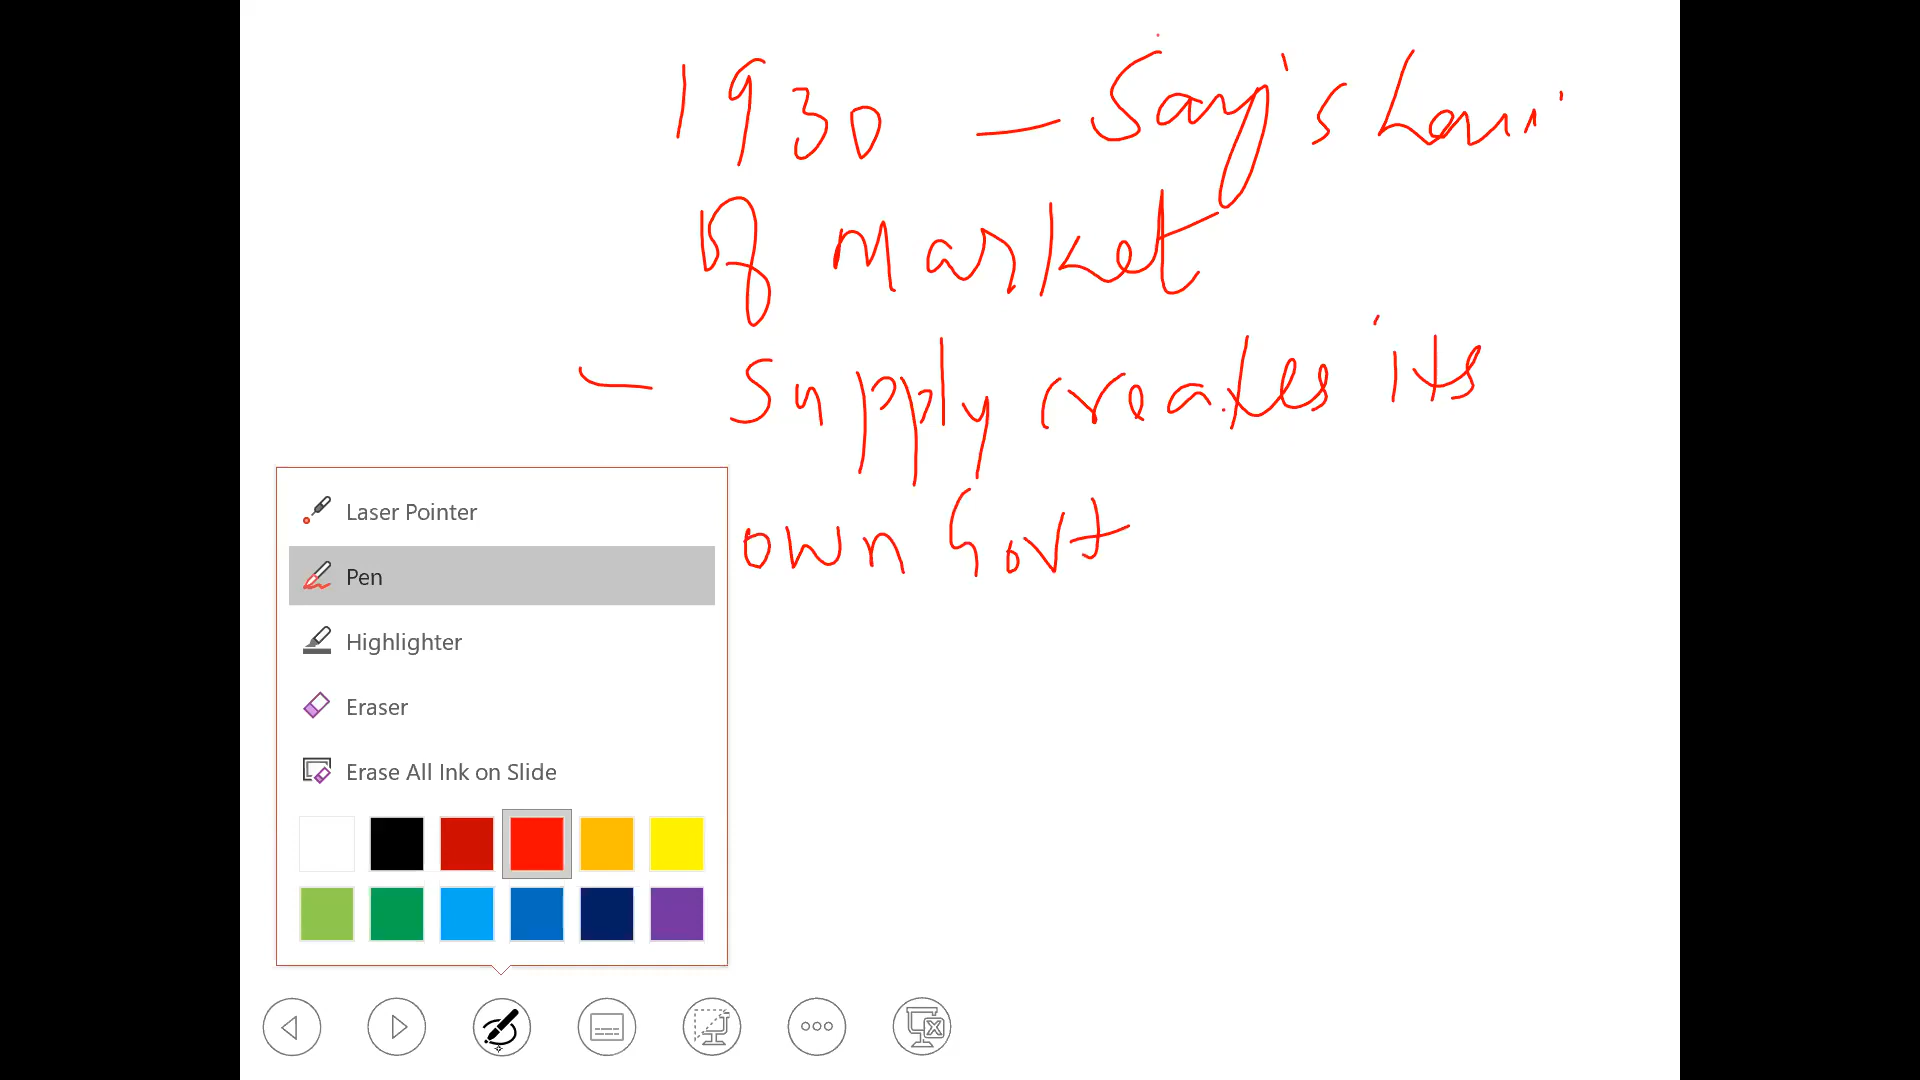 1930 — Say's Law
of Market
— Supply creates its
own Govt
Laser Pointer
Pen
Highlighter
Eraser
Erase All Ink on Slide